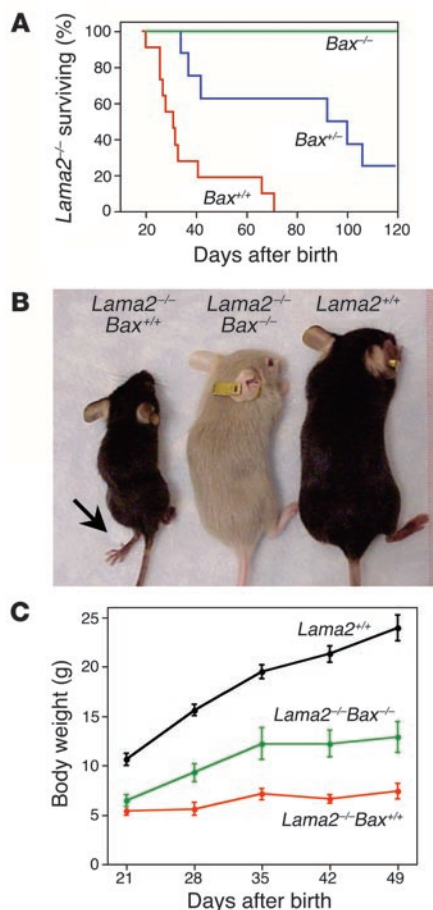 A
Lama2–/– surviving (%)
100
80
60
40
20
0
Bax–/–
Bax+/–
Bax+/+
20 40 60 80 100 120
Days after birth
B
Lama2–/– Lama2–/– Lama2+/+
Bax+/+ Bax–/–
C
Body weight (g)
25
20
15
10
5
0
Lama2+/+
Lama2–/–Bax–/–
Lama2–/–Bax+/+
21 28 35 42 49
Days after birth